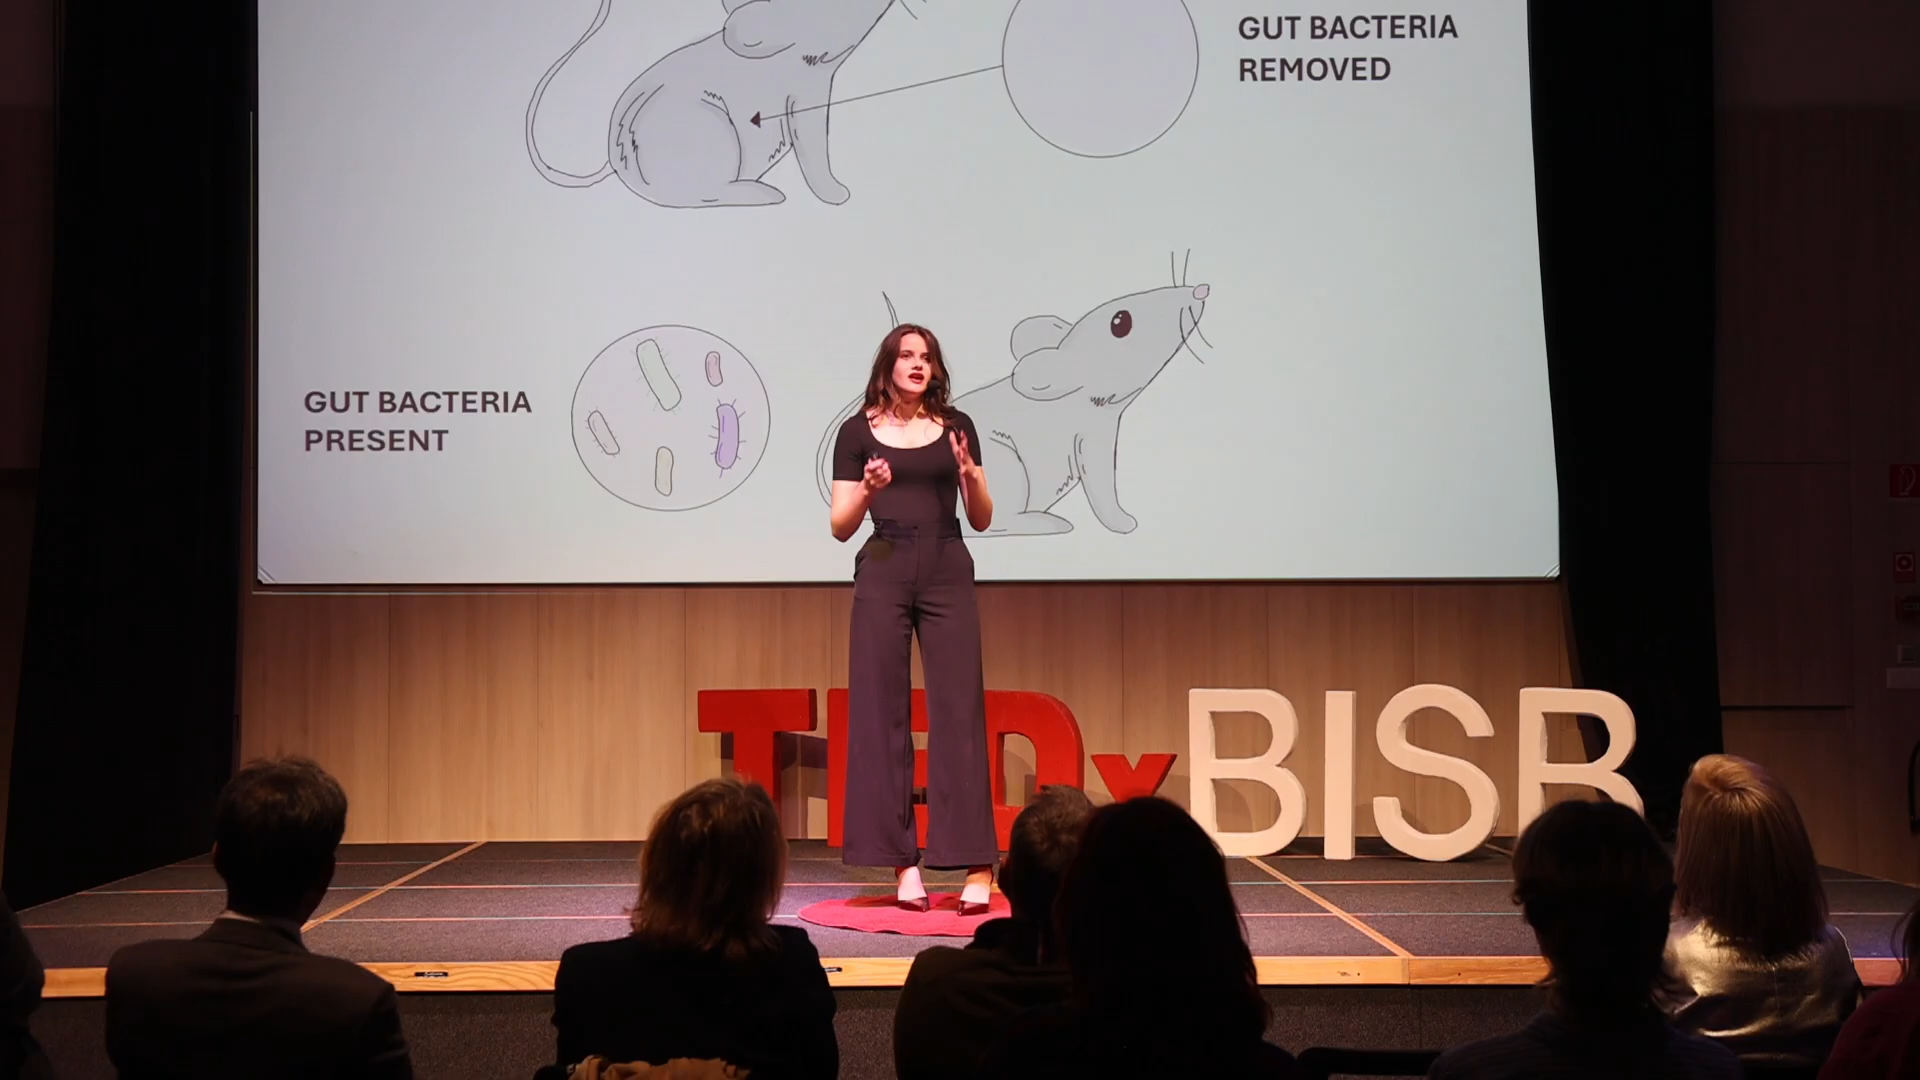 GUT BACTERIA
REMOVED
GUT BACTERIA
PRESENT
TEDxBISB